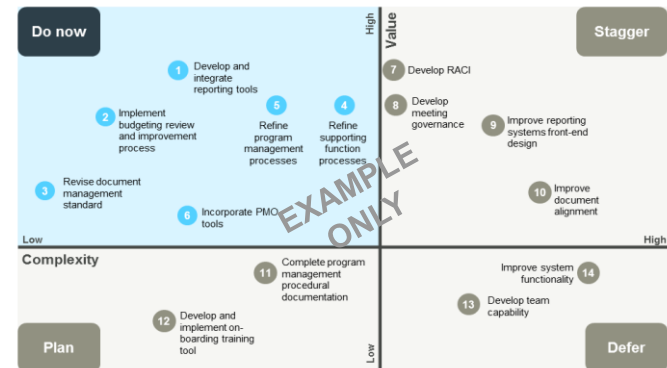 Do now
High
Value
Stagger
1
Develop and
integrate
reporting tools
2
Implement
budgeting review
and improvement
process
5
Refine
program
management
processes
4
Refine
supporting
function
processes
3
Revise document
management
standard
6
Incorporate PMO
tools
7
Develop RACI
8
Develop
meeting
governance
9
Improve reporting
systems front-end
design
10
Improve
document
alignment
EXAMPLE
ONLY
Low
High
Complexity
11
Complete program
management
procedural
documentation
12
Develop and
implement on-
boarding training
tool
Improve system
functionality
14
13
Develop team
capability
Plan
Low
Defer